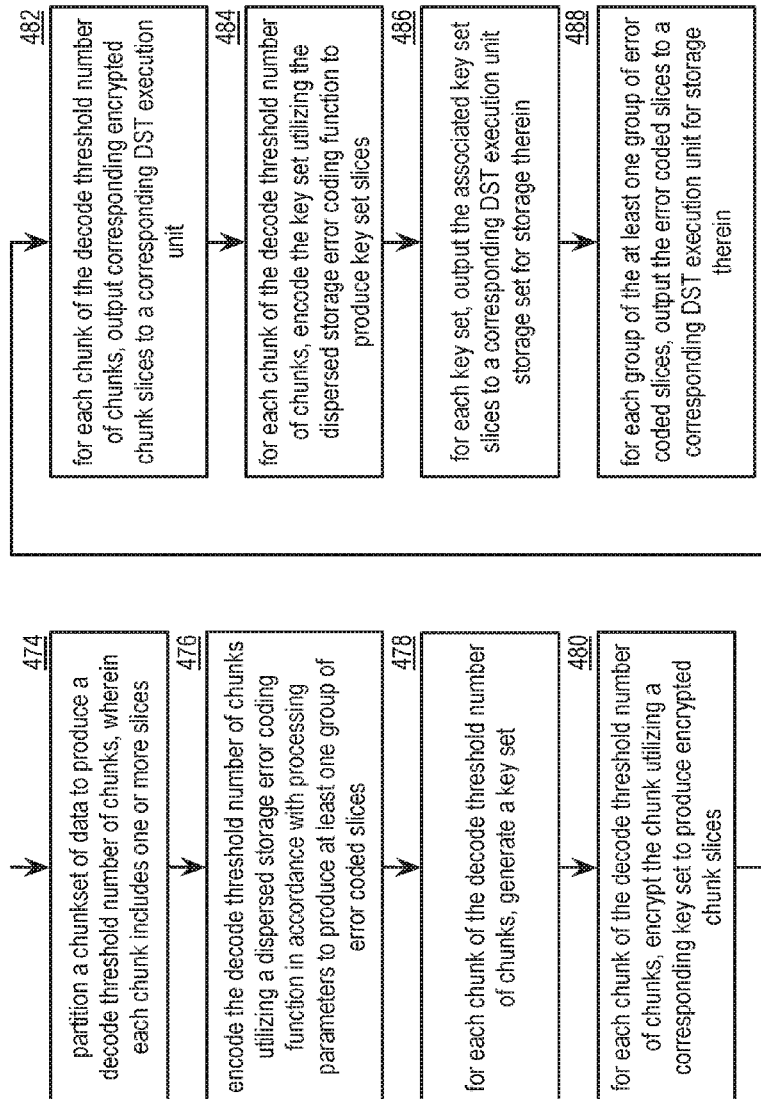 474
partition a chunkset of data to produce a
decode threshold number of chunks, wherein
each chunk includes one or more slices
476
encode the decode threshold number of chunks
utilizing a dispersed storage error coding
function in accordance with processing
parameters to produce at least one group of
error coded slices
478
for each chunk of the decode threshold number
of chunks, generate a key set
480
for each chunk of the decode threshold number
of chunks, encrypt the chunk utilizing a
corresponding key set to produce encrypted
chunk slices
482
for each chunk of the decode threshold number
of chunks, output corresponding encrypted
chunk slices to a corresponding DST execution
unit
484
for each chunk of the decode threshold number
of chunks, encode the key set utilizing the
dispersed storage error coding function to
produce key set slices
486
for each key set, output the associated key set
slices to a corresponding DST execution unit
storage set for storage therein
488
for each group of the at least one group of error
coded slices, output the error coded slices to a
corresponding DST execution unit for storage
therein